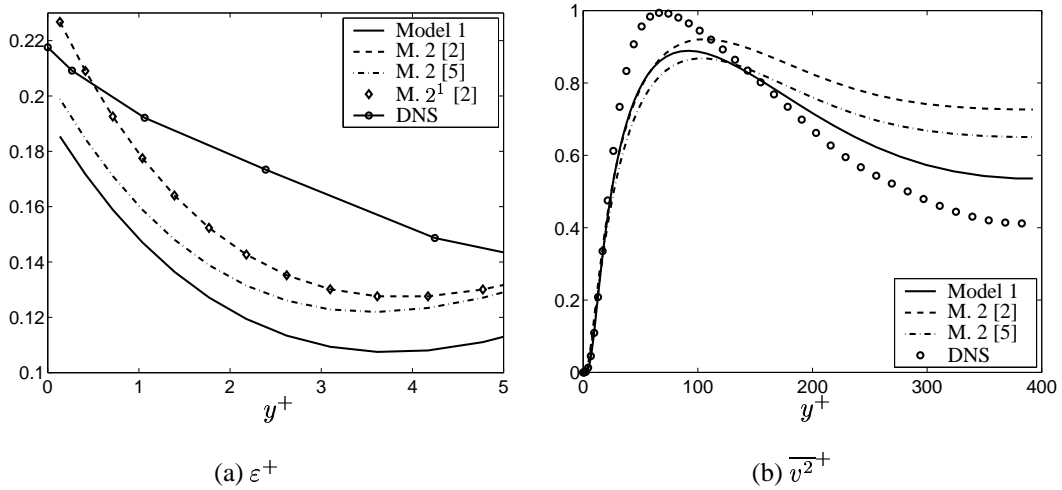 0.22
0.2
0.18
0.16
0.14
0.12
0.1
0 1 2 3 4 5
y+
Model 1
M. 2 [2]
M. 2 [5]
M. 2¹ [2]
DNS
(a) ε+
1
0.8
0.6
0.4
0.2
0
0 100 200 300 400
y+
Model 1
M. 2 [2]
M. 2 [5]
DNS
(b) v²+